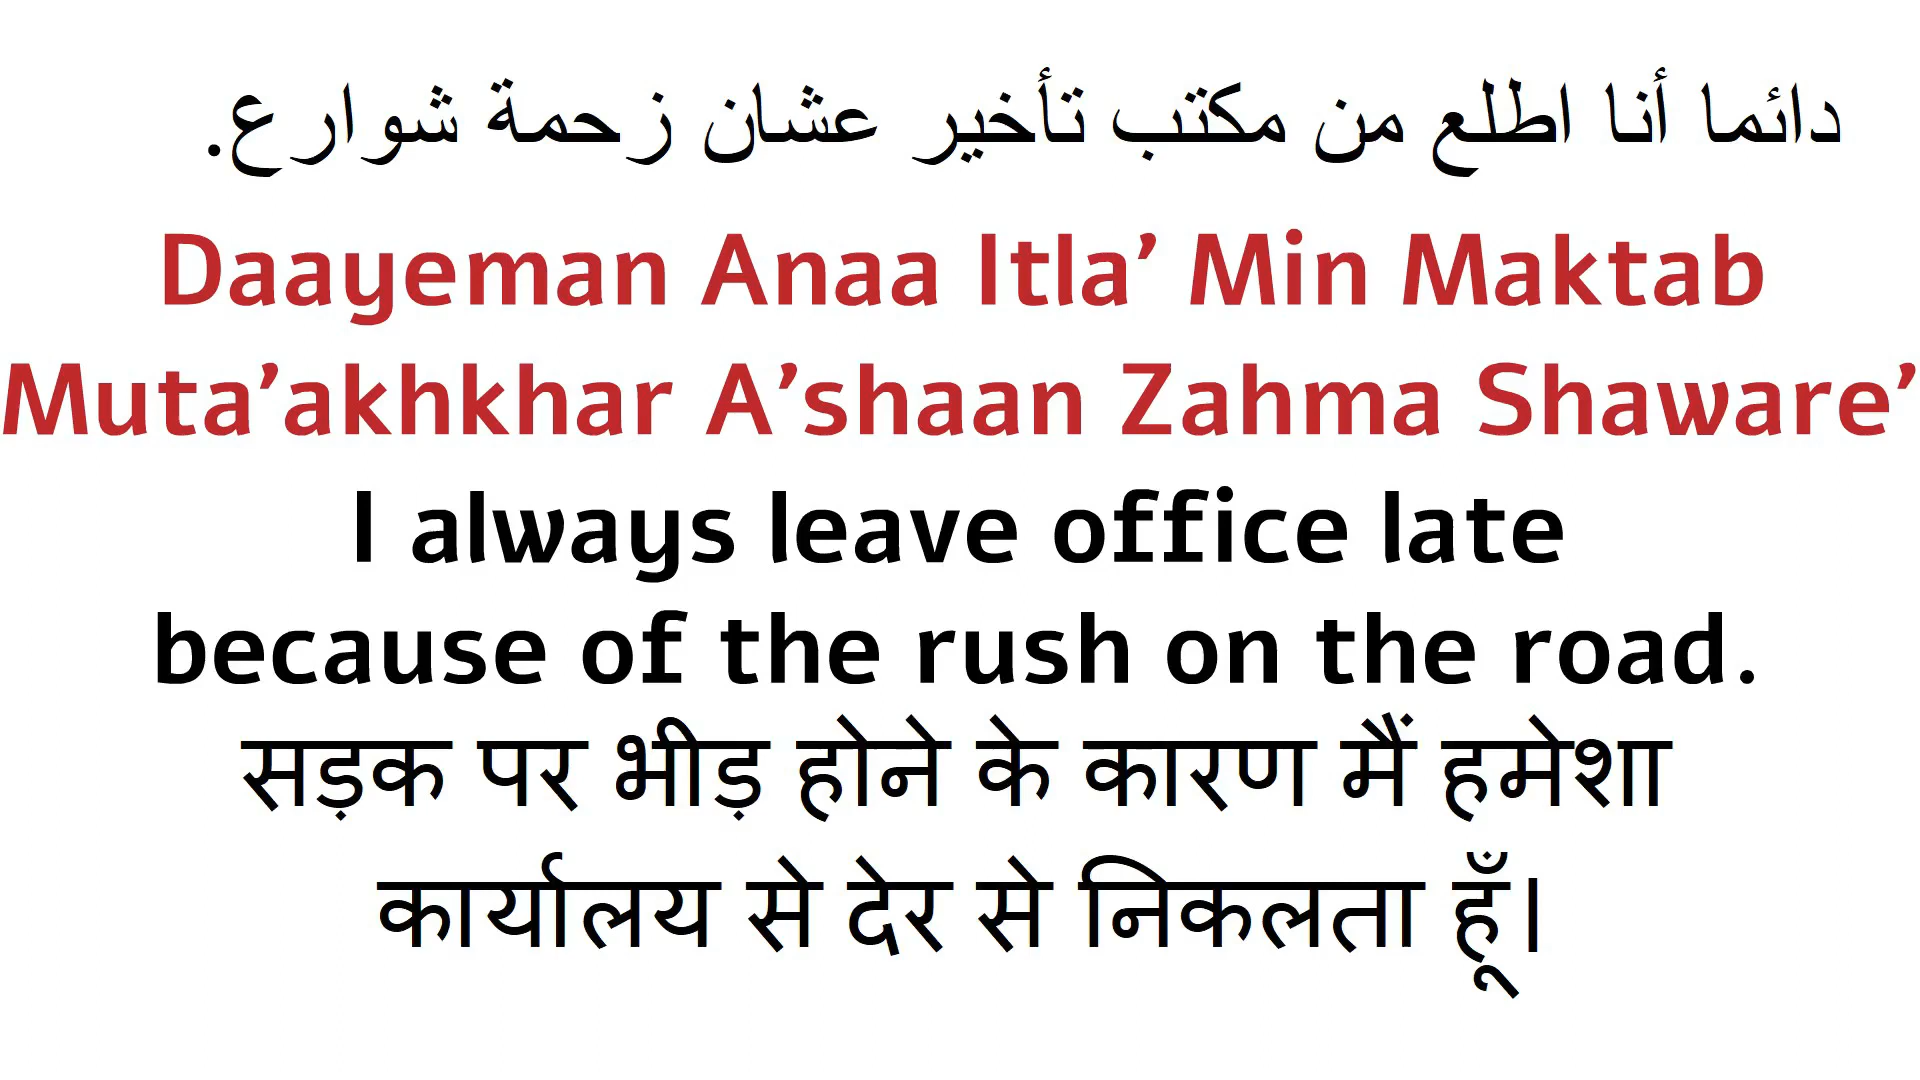 دائما أنا اطلع من مكتب تأخير عشان زحمة شوارع.
Daayeman Anaa Itla’ Min Maktab
Muta’akhkhar A’shaan Zahma Shaware’
I always leave office late
because of the rush on the road.
सड़क पर भीड़ होने के कारण मैं हमेशा
कार्यालय से देर से निकलता हूँ।